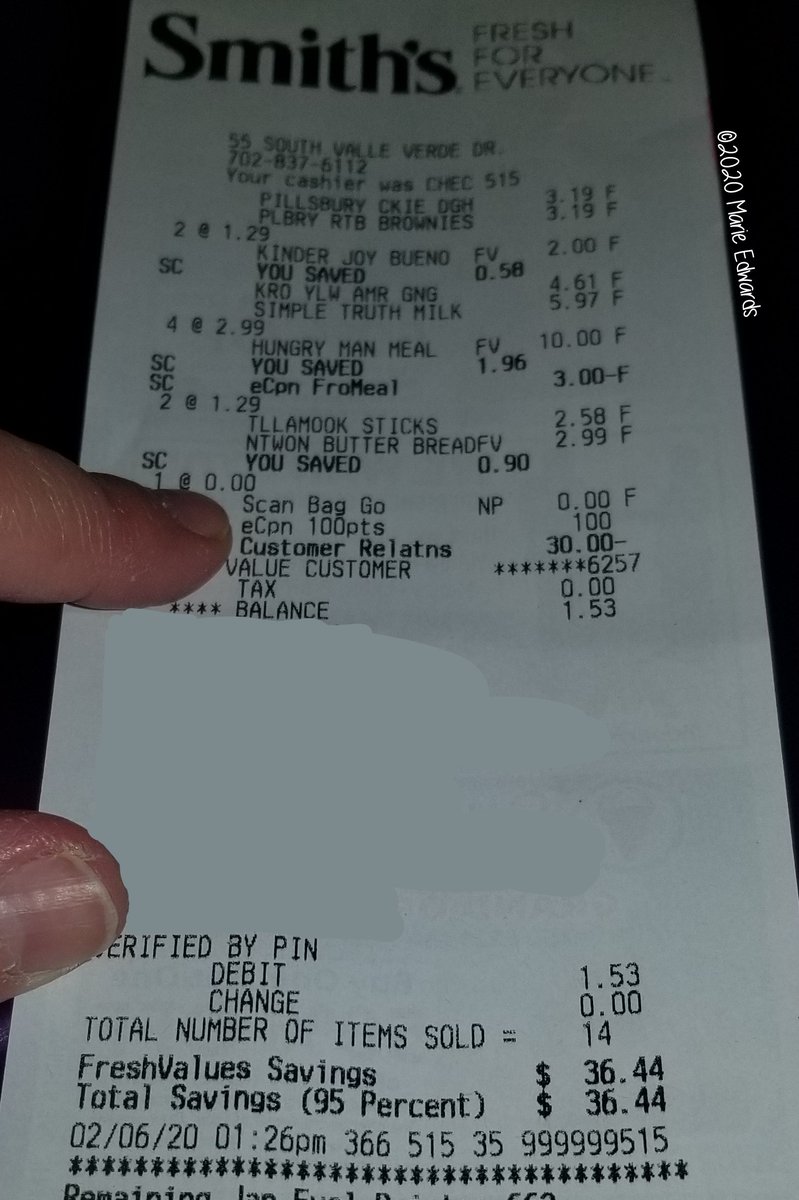 Smith's
FRESH
FOR
EVERYONE™
©2020 Marie Edwards
55 SOUTH VALLE VERDE DR.
702-837-6112
Your cashier was CHEC 515
PILLSBURY CKIE DGH 3.19 F
PLBRY RTB BROWNIES 3.19 F
2 @ 1.29
KINDER JOY BUENO FV 2.00 F
SC YOU SAVED 0.58
KRO YLW AMR GNG 4.61 F
SIMPLE TRUTH MILK 5.97 F
4 @ 2.99
HUNGRY MAN MEAL FV 10.00 F
SC YOU SAVED 1.96
SC eCpn FroMeal 3.00-F
2 @ 1.29
TLLAMOOK STICKS 2.58 F
NTWON BUTTER BREADFV 2.99 F
SC YOU SAVED 0.90
1 @ 0.00
Scan Bag Go NP 0.00 F
eCpn 100pts 100
Customer Relatns 30.00-
VALUE CUSTOMER *******6257
TAX 0.00
**** BALANCE 1.53
VERIFIED BY PIN
DEBIT 1.53
CHANGE 0.00
TOTAL NUMBER OF ITEMS SOLD = 14
FreshValues Savings $ 36.44
Total Savings (95 Percent) $ 36.44
02/06/20 01:26pm 366 515 35 999999515
************************************
Remaining Jan Fuel Points: 662